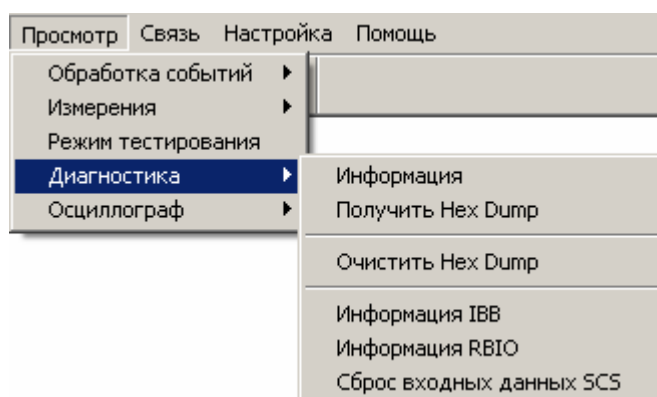 Просмотр Связь Настройка Помощь
Обработка событий
Измерения
Режим тестирования
Диагностика
Осциллограф
Информация
Получить Hex Dump
Очистить Hex Dump
Информация IBB
Информация RBIO
Сброс входных данных SCS